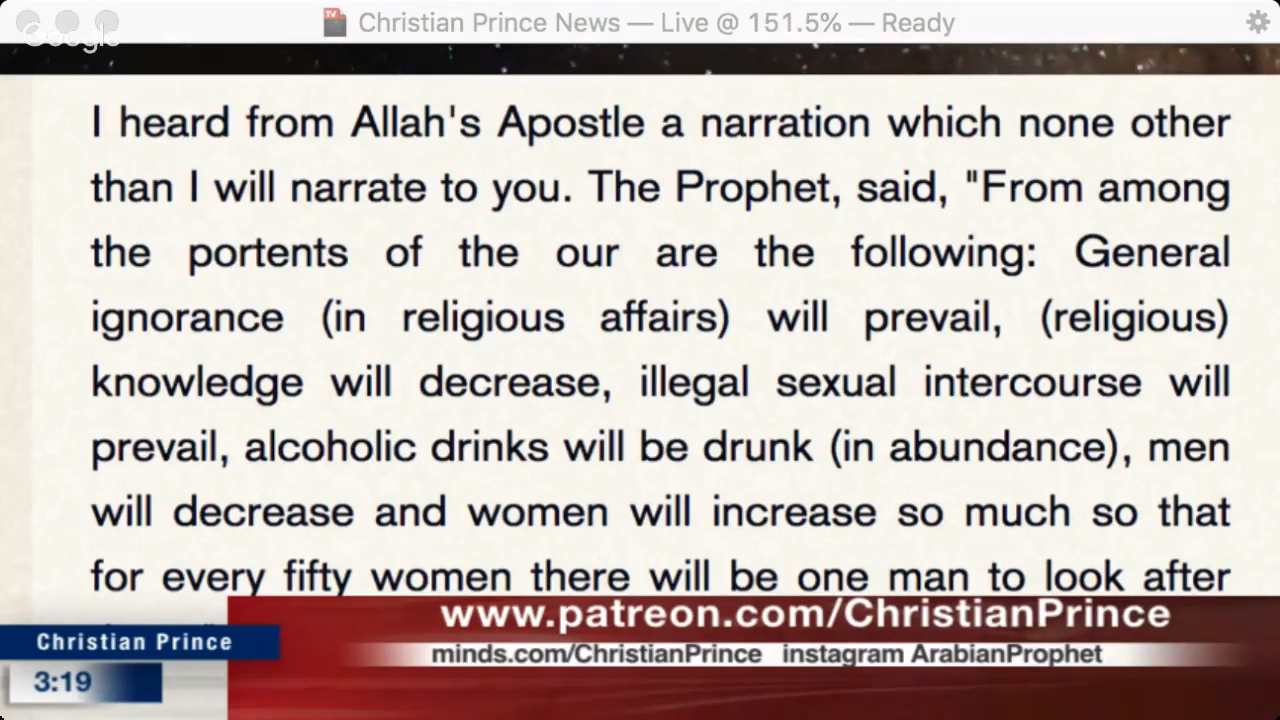 TV
Christian Prince News — Live @ 151.5% — Ready
Google
I heard from Allah's Apostle a narration which none other
than I will narrate to you. The Prophet, said, "From among
the portents of the our are the following: General
ignorance (in religious affairs) will prevail, (religious)
knowledge will decrease, illegal sexual intercourse will
prevail, alcoholic drinks will be drunk (in abundance), men
will decrease and women will increase so much so that
for every fifty women there will be one man to look after
www.patreon.com/ChristianPrince
Christian Prince
minds.com/ChristianPrince instagram ArabianProphet
3:19